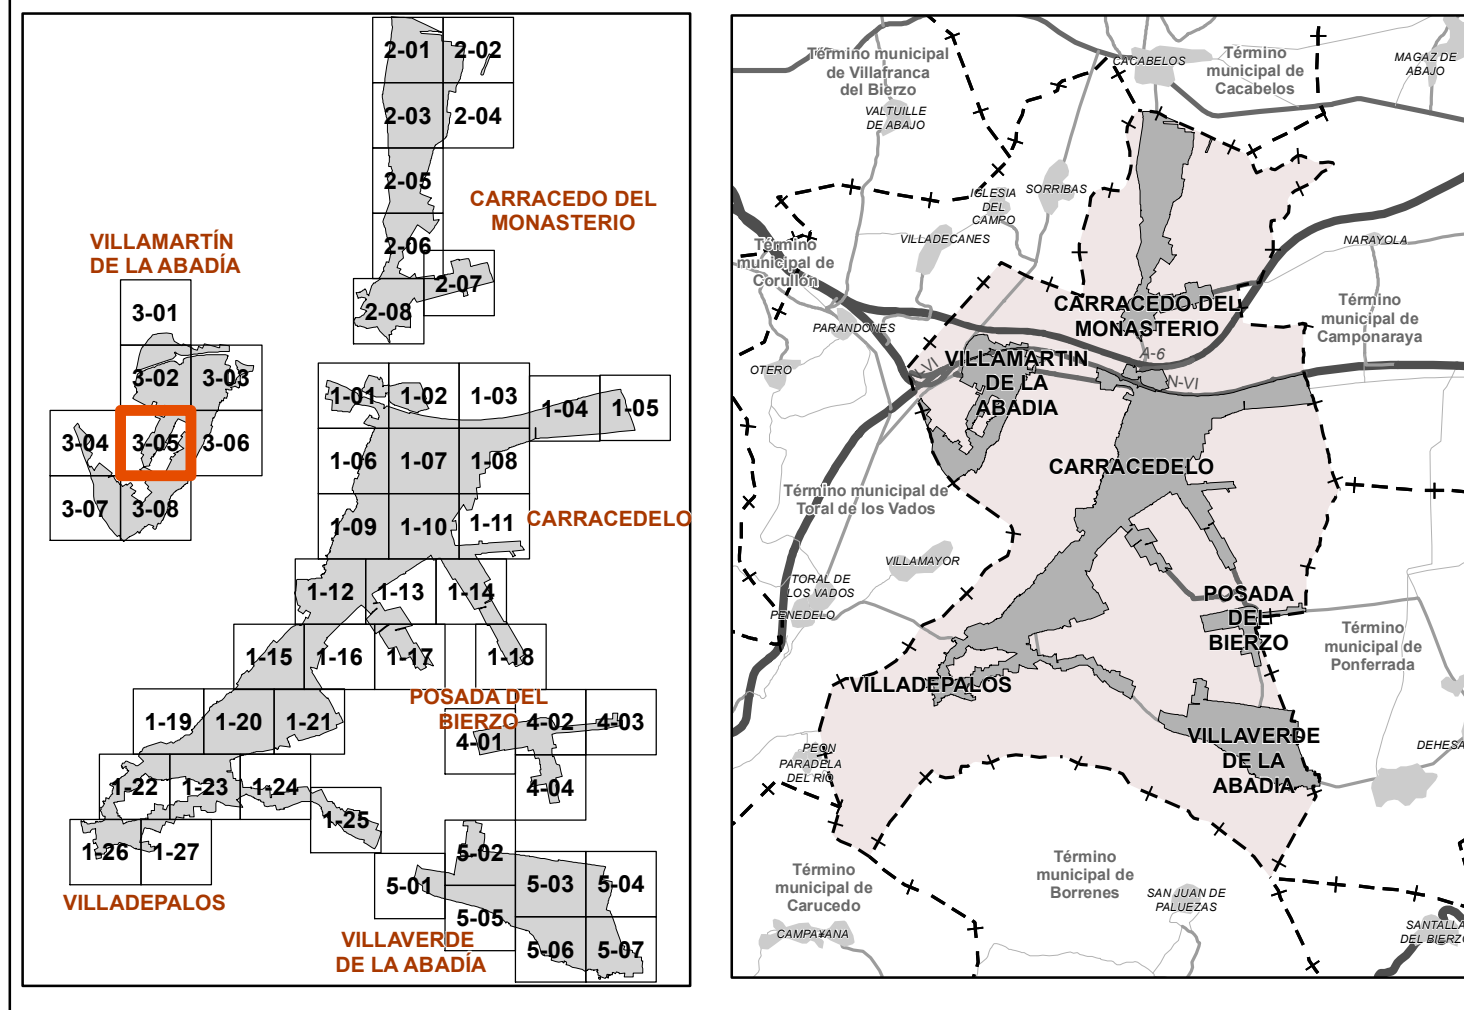 2-01
2-02
2-03
2-04
2-05
2-06
2-07
2-08
CARRACEDO DEL
MONASTERIO
VILLAMARTÍN
DE LA ABADÍA
3-01
3-02
3-03
3-04
3-05
3-06
3-07
3-08
1-01
1-02
1-03
1-04
1-05
1-06
1-07
1-08
1-09
1-10
1-11
CARRACEDELO
1-12
1-13
1-14
1-15
1-16
1-17
1-18
POSADA DEL
BIERZO
1-19
1-20
1-21
4-01
4-02
4-03
4-04
1-22
1-23
1-24
1-25
1-26
1-27
VILLADEPALOS
5-01
5-02
5-03
5-04
5-05
5-06
5-07
VILLAVERDE
DE LA ABADÍA
Término municipal
de Villafranca
del Bierzo
CACABELOS
Término
municipal de
Cacabelos
MAGAZ DE
ABAJO
VALTUILLE
DE ABAJO
IGLESIA
DEL
CAMPO
SORRIBAS
VILLADECANES
NARAYOLA
Término
municipal de
Corullón
PARANDONES
OTERO
CARRACEDO DEL
MONASTERIO
Término
municipal de
Camponaraya
A-6
N-VI
N-VI
VILLAMARTIN
DE LA
ABADIA
CARRACEDELO
Término municipal de
Toral de los Vados
VILLAMAYOR
TORAL DE
LOS VADOS
PENEDELO
POSADA
DEL
BIERZO
Término
municipal de
Ponferrada
VILLADEPALOS
VILLAVERDE
DE LA
ABADIA
DEHESA
PEON
PARADELA
DEL RIO
Término
municipal de
Carucedo
Término
municipal de
Borrenes
SAN JUAN DE
PALUEZAS
CAMPA¥ANA
SANTALLA
DEL BIERZO